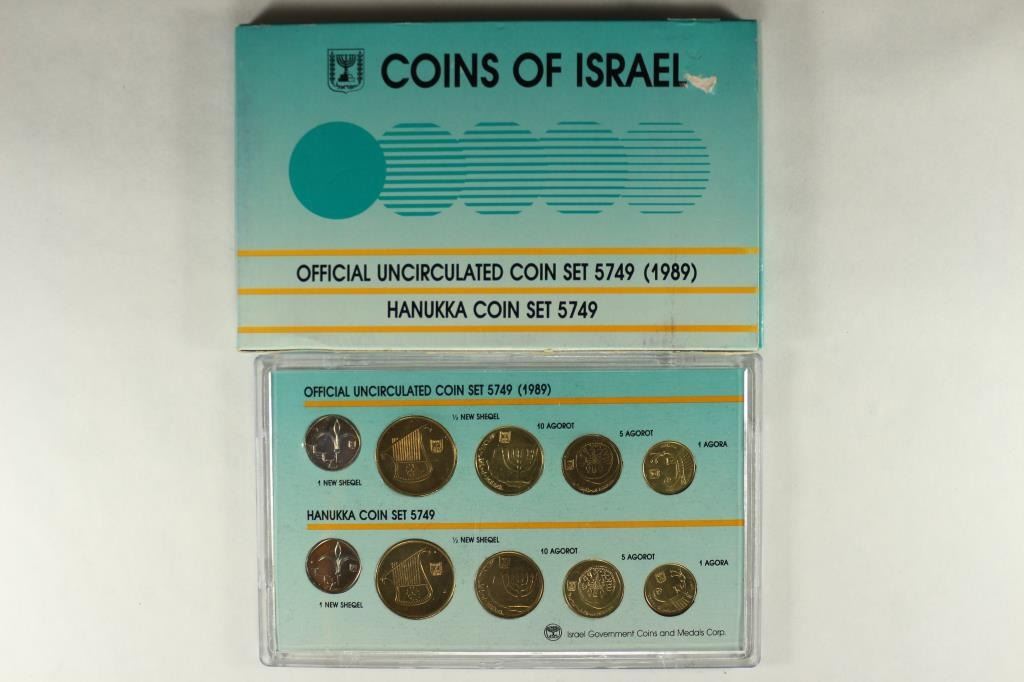 COINS OF ISRAEL
OFFICIAL UNCIRCULATED COIN SET 5749 (1989)
HANUKKA COIN SET 5749
OFFICIAL UNCIRCULATED COIN SET 5749 (1989)
1 NEW SHEQEL
½ NEW SHEQEL
10 AGOROT
5 AGOROT
1 AGORA
HANUKKA COIN SET 5749
1 NEW SHEQEL
½ NEW SHEQEL
10 AGOROT
5 AGOROT
1 AGORA
Israel Government Coins and Medals Corp.